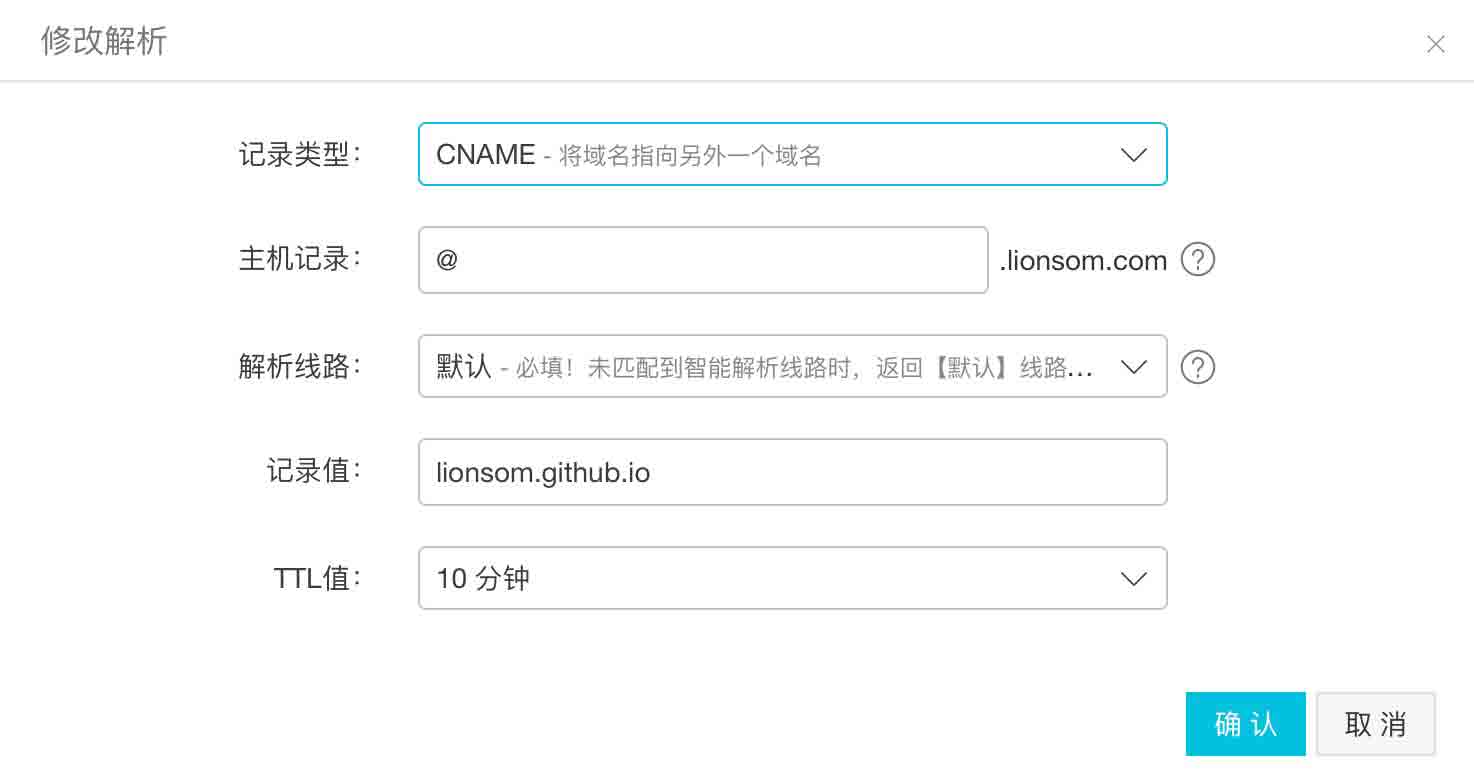 修改解析
记录类型： CNAME - 将域名指向另外一个域名
主机记录： @ .lionsom.com ?
解析线路： 默认 - 必填！未匹配到智能解析线路时，返回【默认】线路... ?
记录值： lionsom.github.io
TTL值： 10 分钟
确 认 取 消